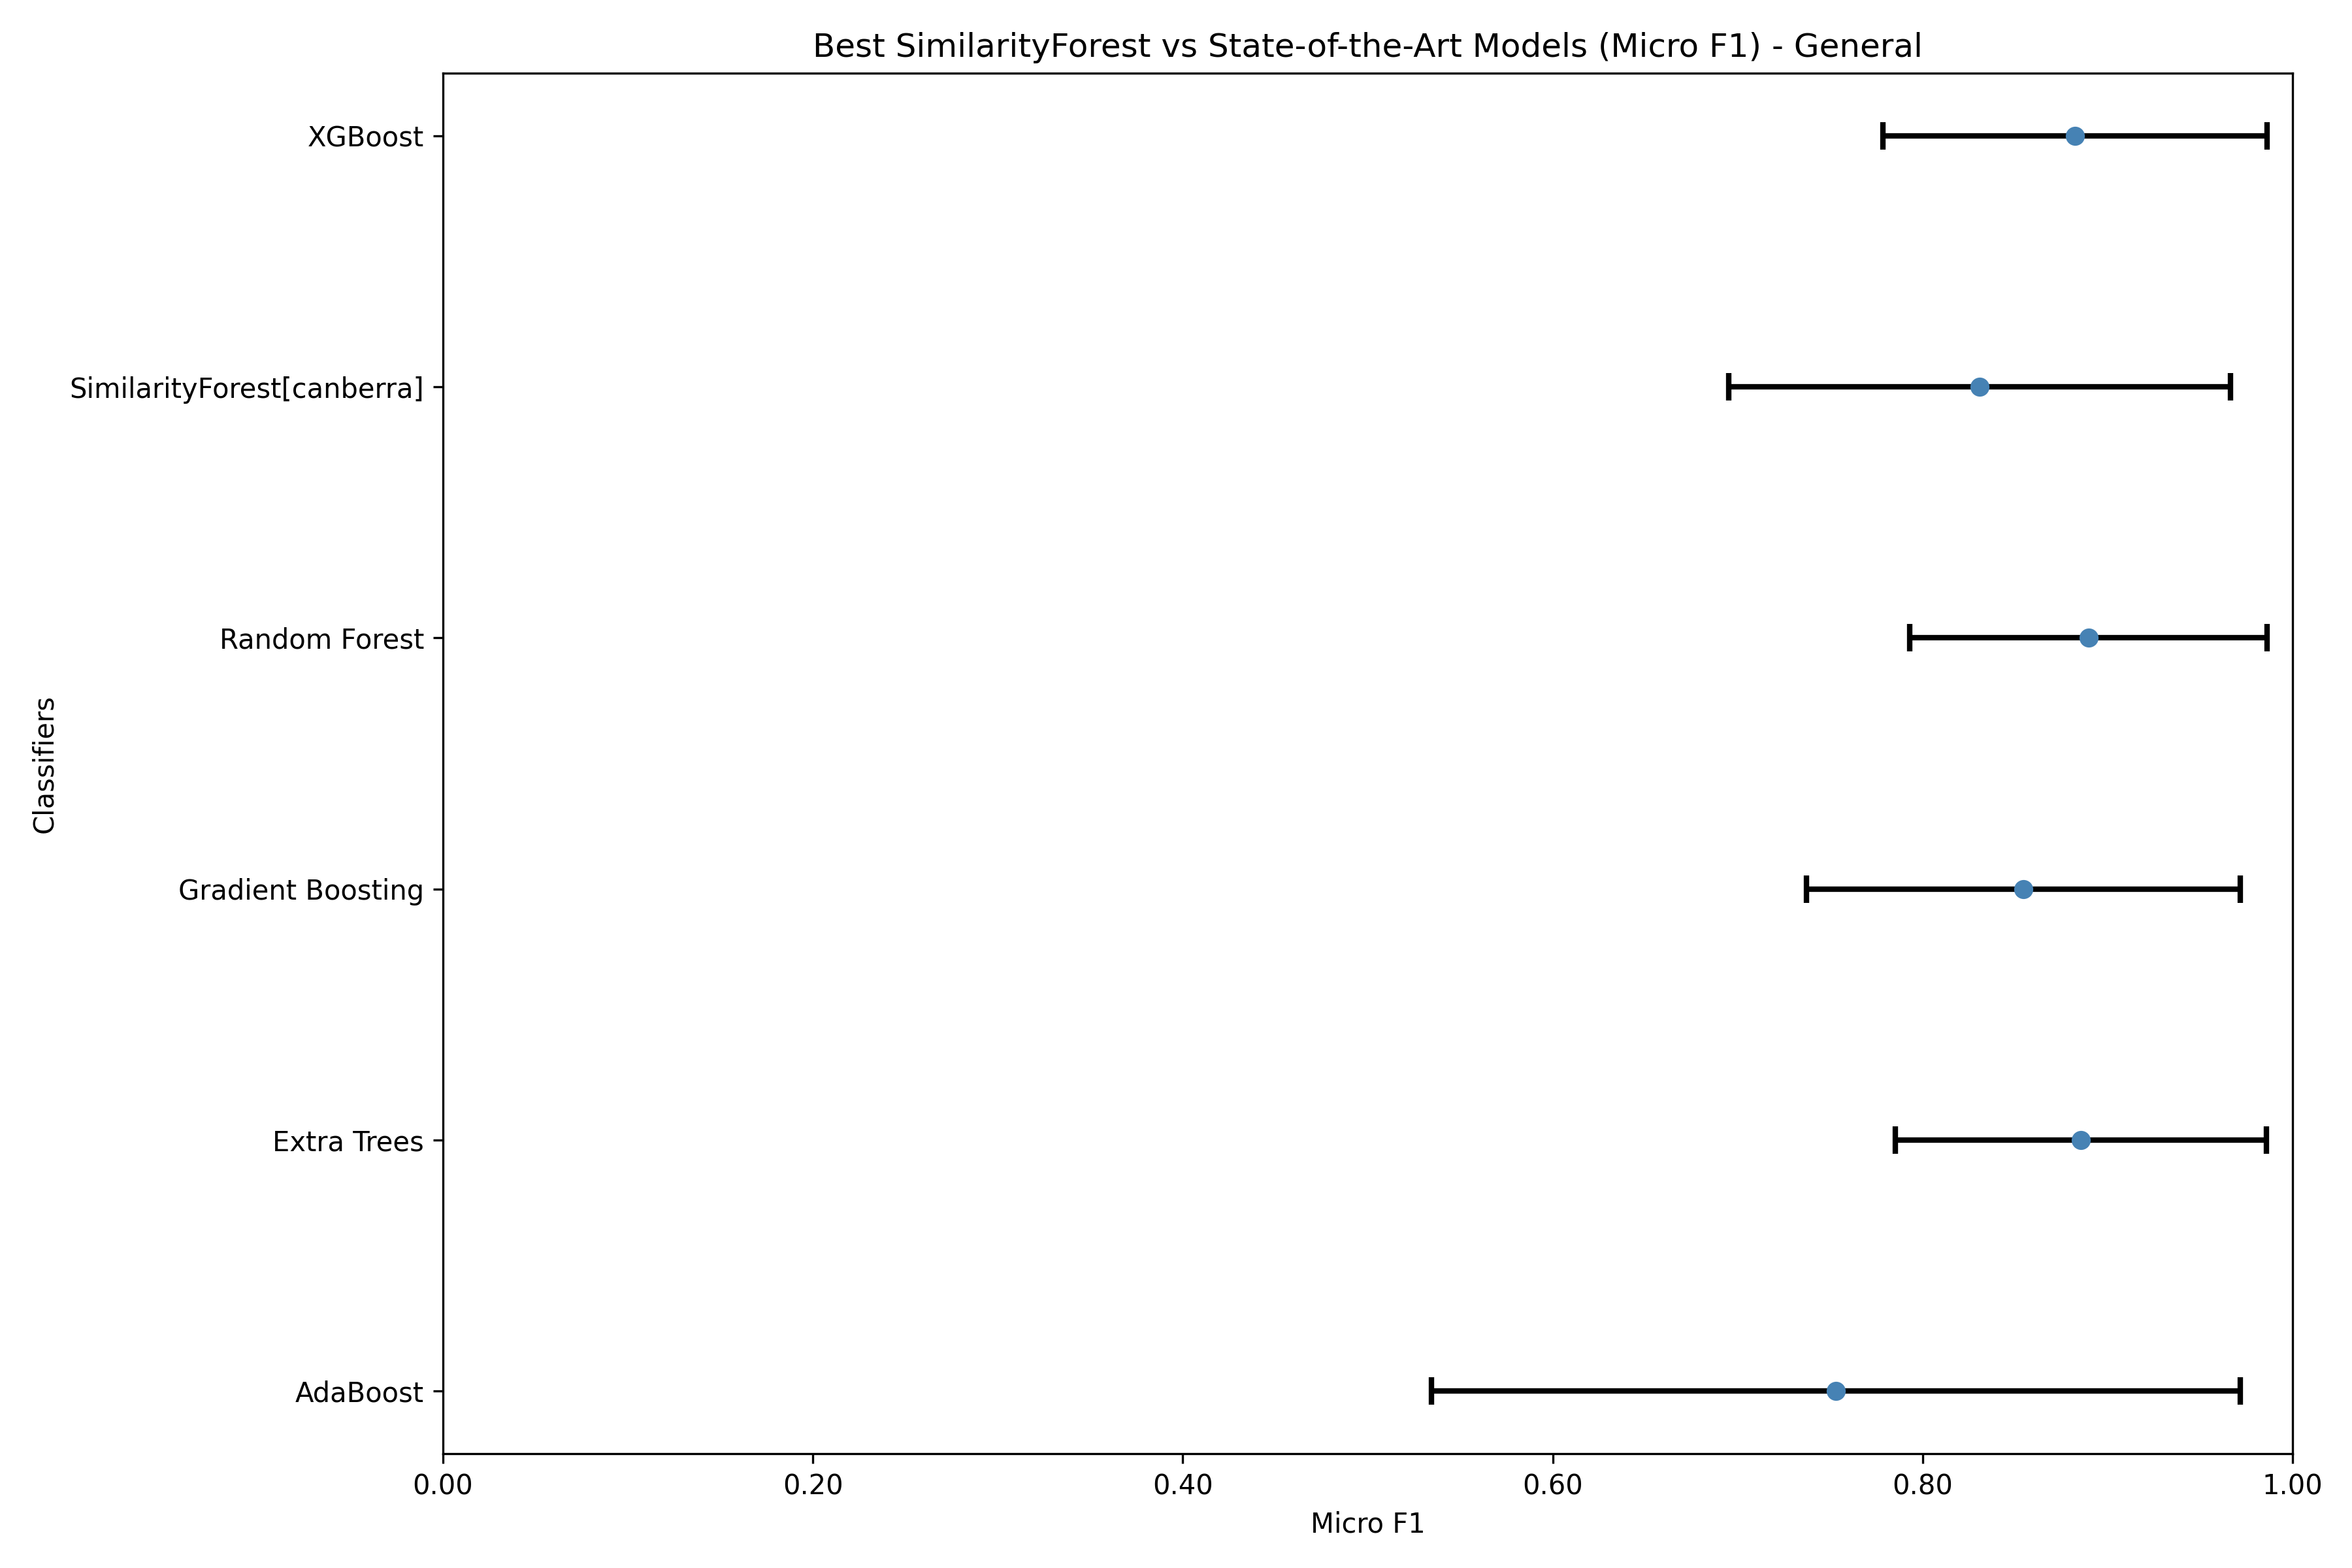 Best SimilarityForest vs State-of-the-Art Models (Micro F1) - General
XGBoost
SimilarityForest[canberra]
Random Forest
Gradient Boosting
Extra Trees
AdaBoost
Classifiers
0.00 0.20 0.40 0.60 0.80 1.00
Micro F1